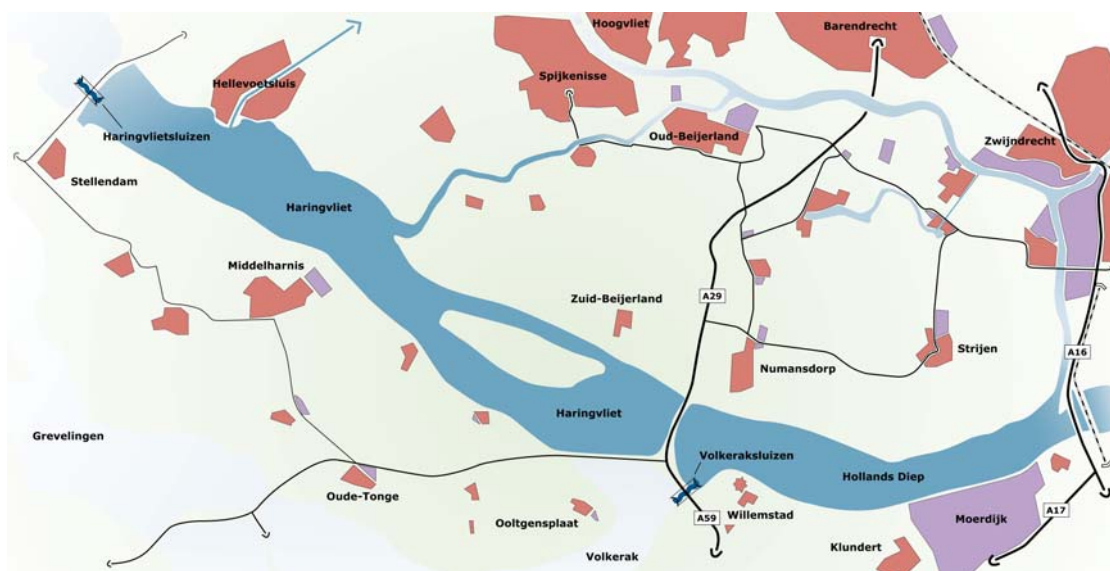 Hoogvliet
Barendrecht
Spijkenisse
Hellevoetsluis
Haringvlietsluizen
Oud-Beijerland
Zwijndrecht
Stellendam
Haringvliet
Middelharnis
Zuid-Beijerland
A29
Strijen
A16
Numansdorp
Haringvliet
Grevelingen
Volkeraksluizen
Hollands Diep
Oude-Tonge
Ooltgensplaat
A59
Willemstad
Moerdijk
A17
Klundert
Volkerak